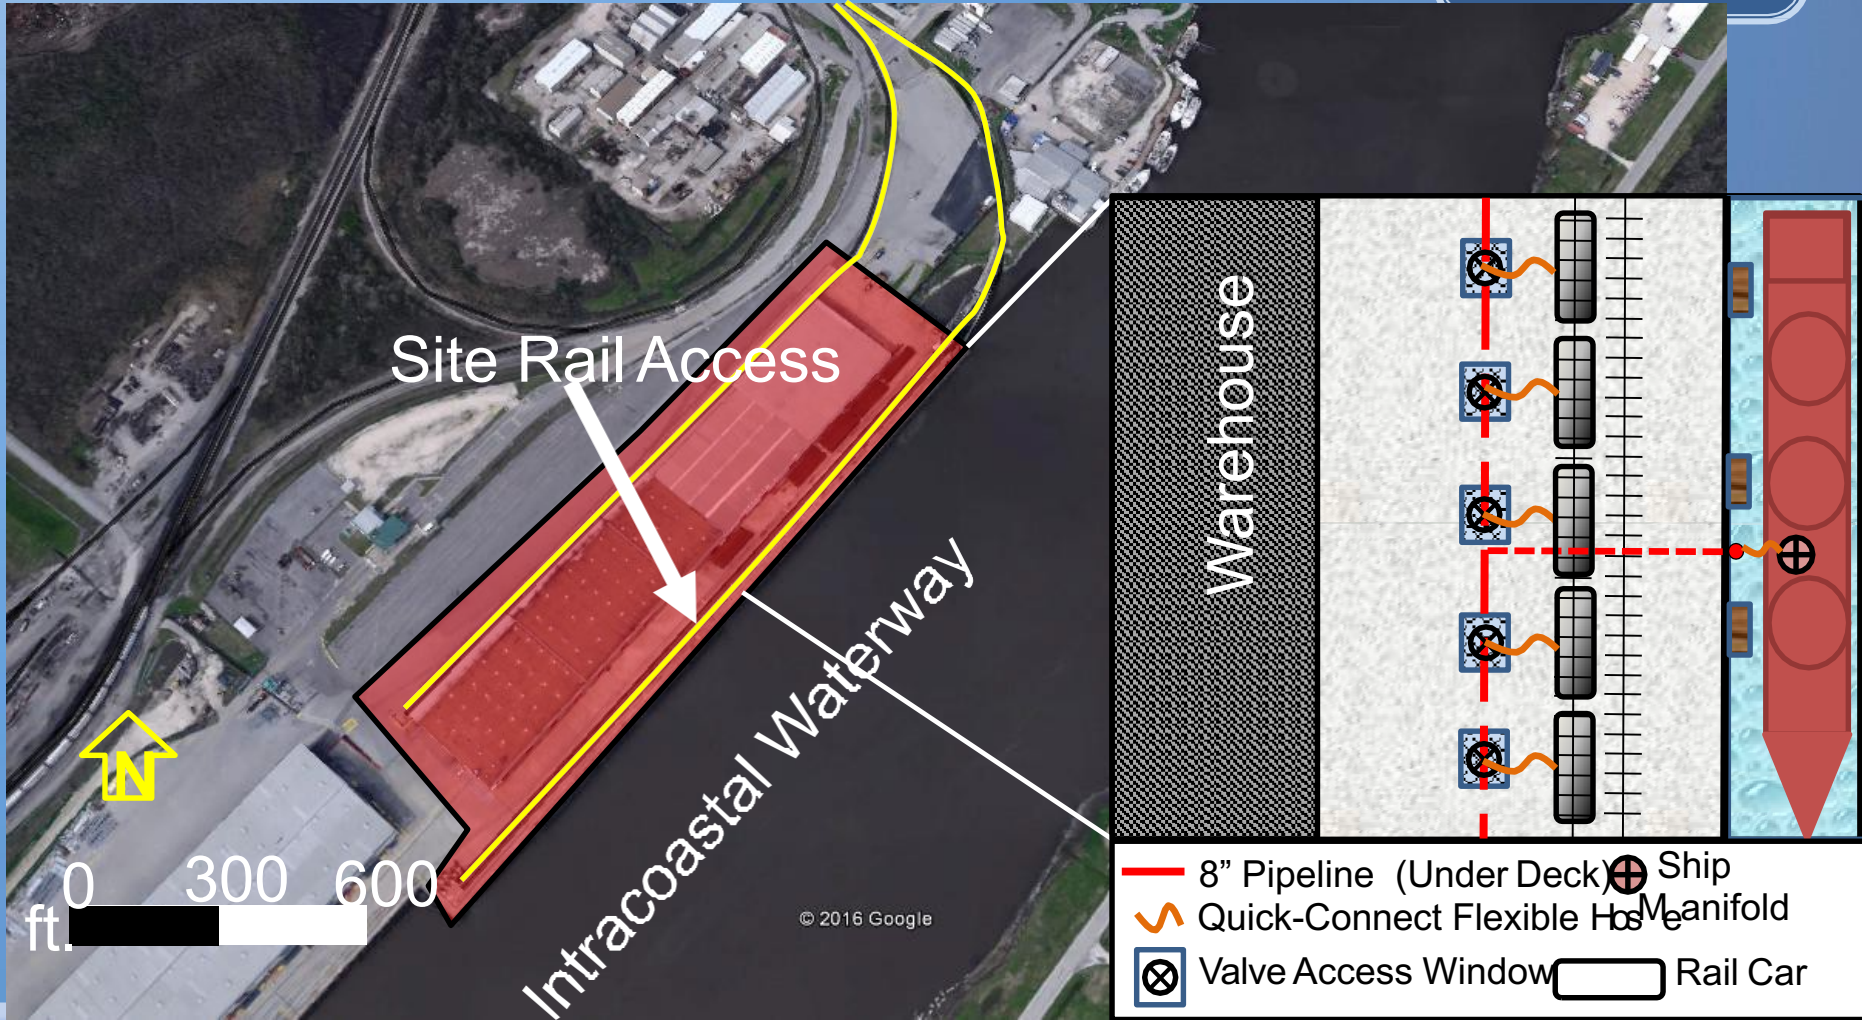 Site Rail Access
Intracoastal Waterway
N
0 300 600
ft.
© 2016 Google
Warehouse
8” Pipeline (Under Deck)
Ship
Manifold
Quick-Connect Flexible Hose
Valve Access Window
Rail Car